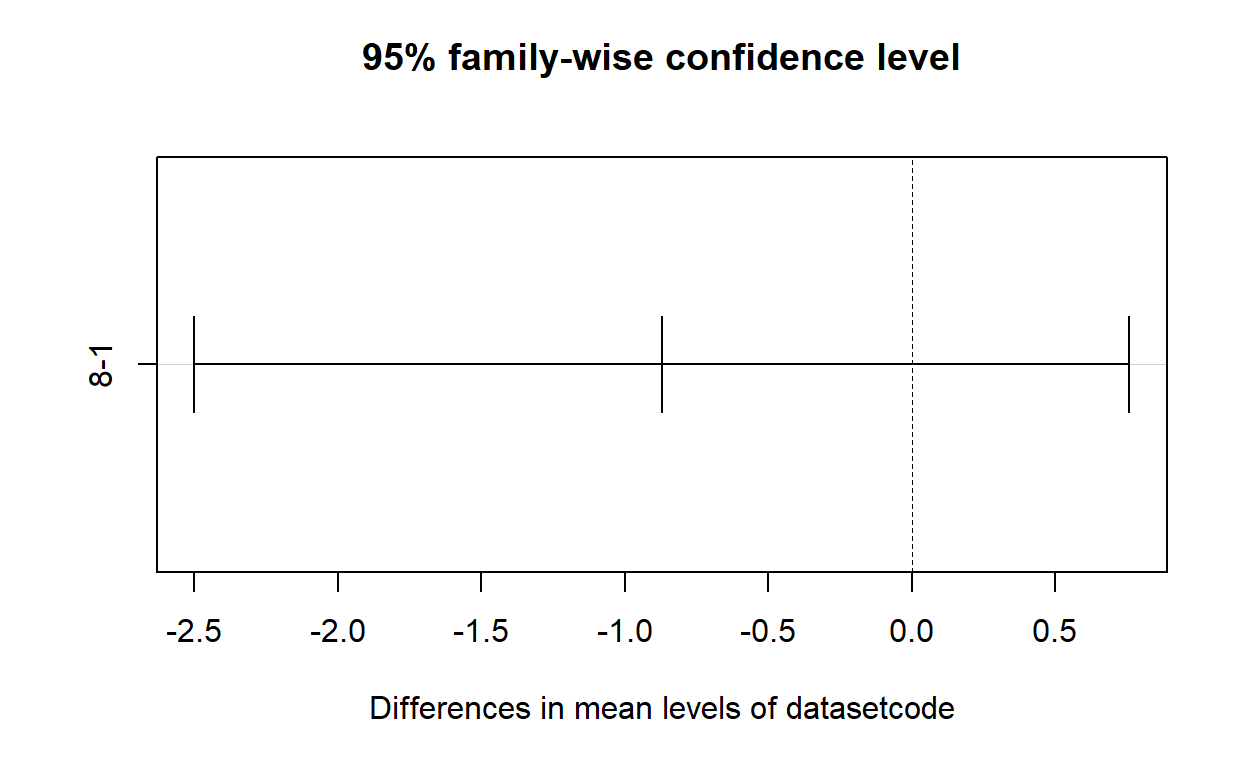 95% family-wise confidence level
8-1
-2.5 -2.0 -1.5 -1.0 -0.5 0.0 0.5
Differences in mean levels of datasetcode